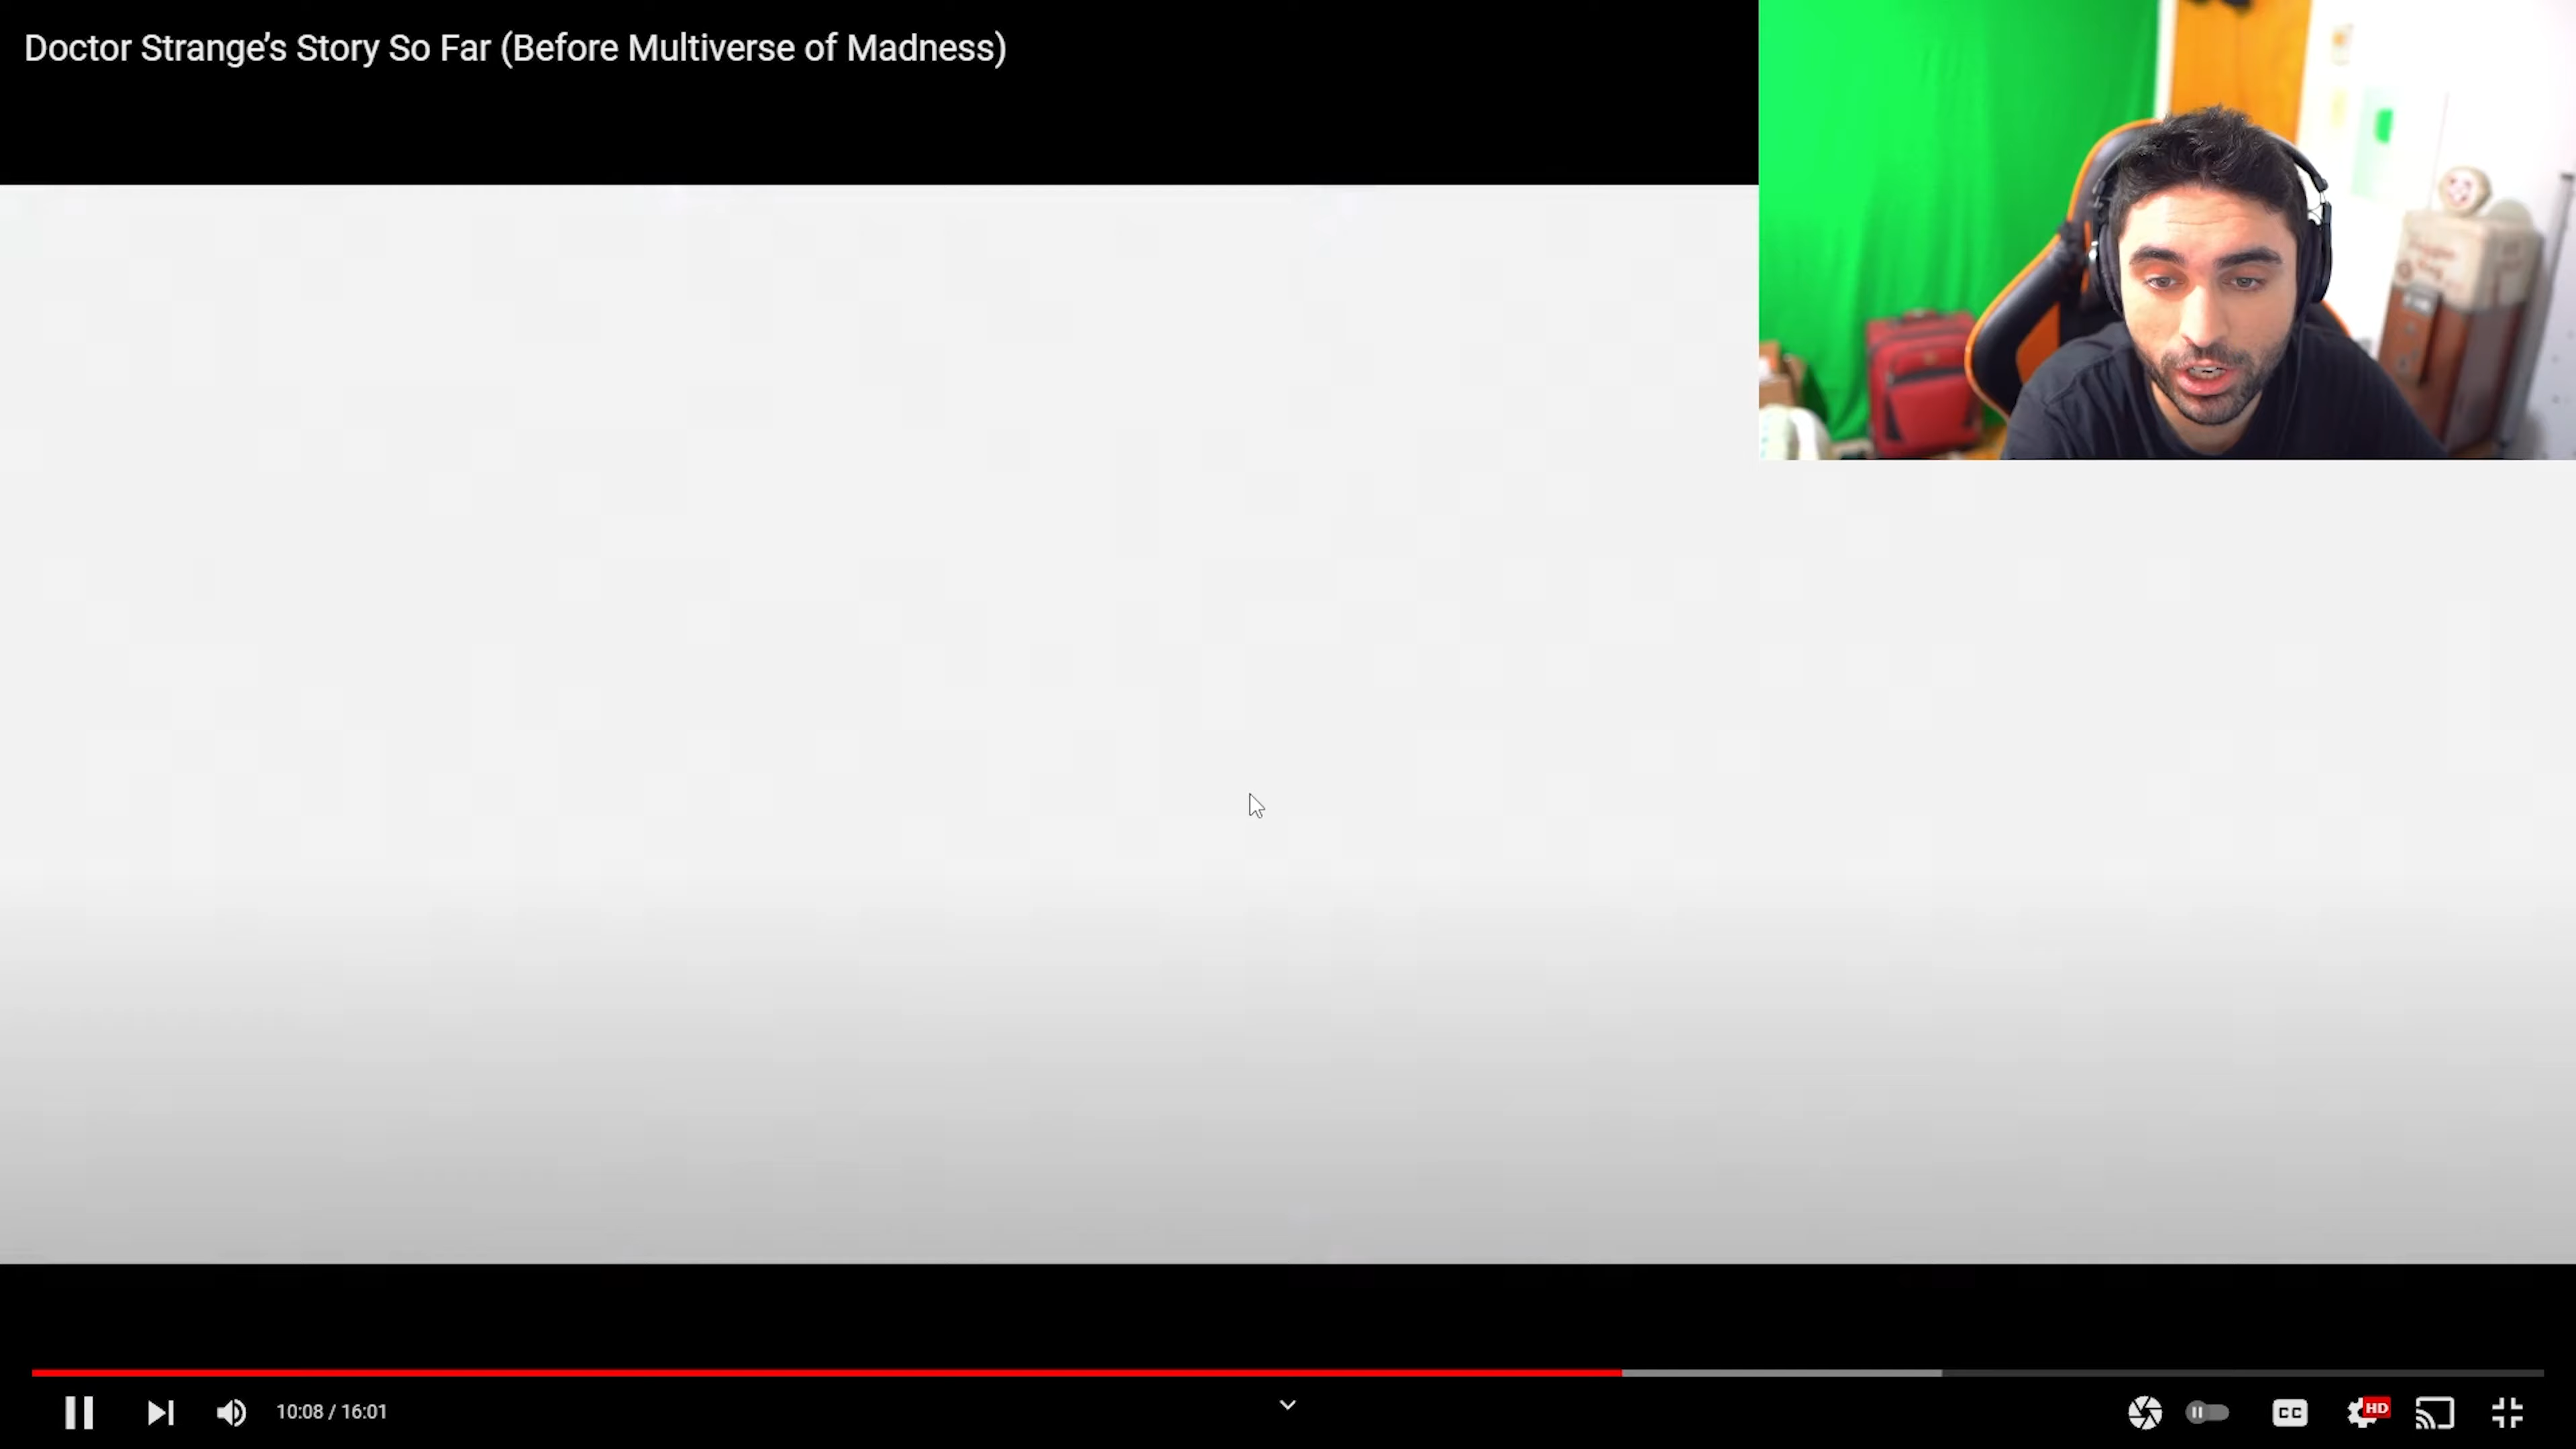 Doctor Strange’s Story So Far (Before Multiverse of Madness)
10:08 / 16:01
CC
HD